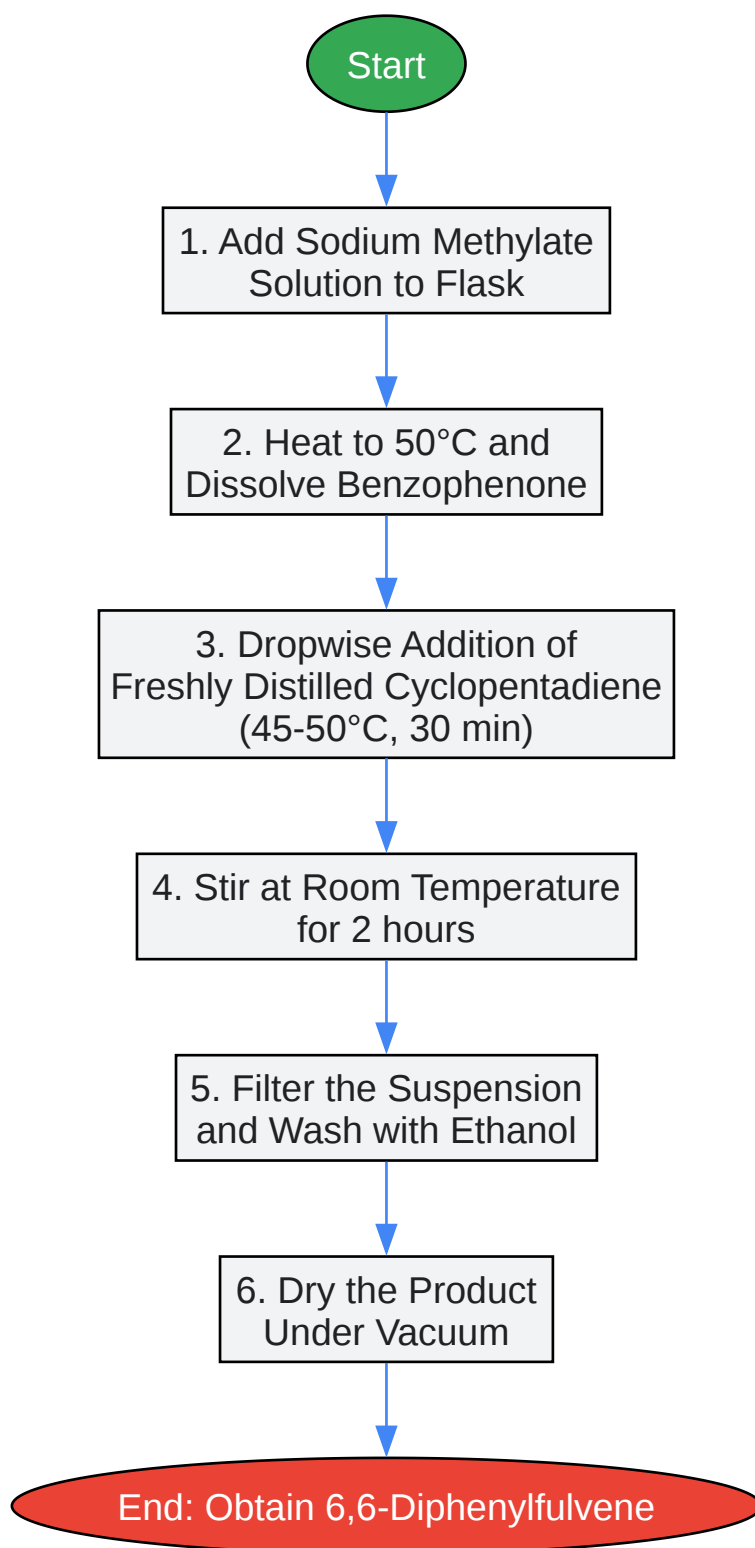 Start
1. Add Sodium Methylate
Solution to Flask
2. Heat to 50°C and
Dissolve Benzophenone
3. Dropwise Addition of
Freshly Distilled Cyclopentadiene
(45-50°C, 30 min)
4. Stir at Room Temperature
for 2 hours
5. Filter the Suspension
and Wash with Ethanol
6. Dry the Product
Under Vacuum
End: Obtain 6,6-Diphenylfulvene